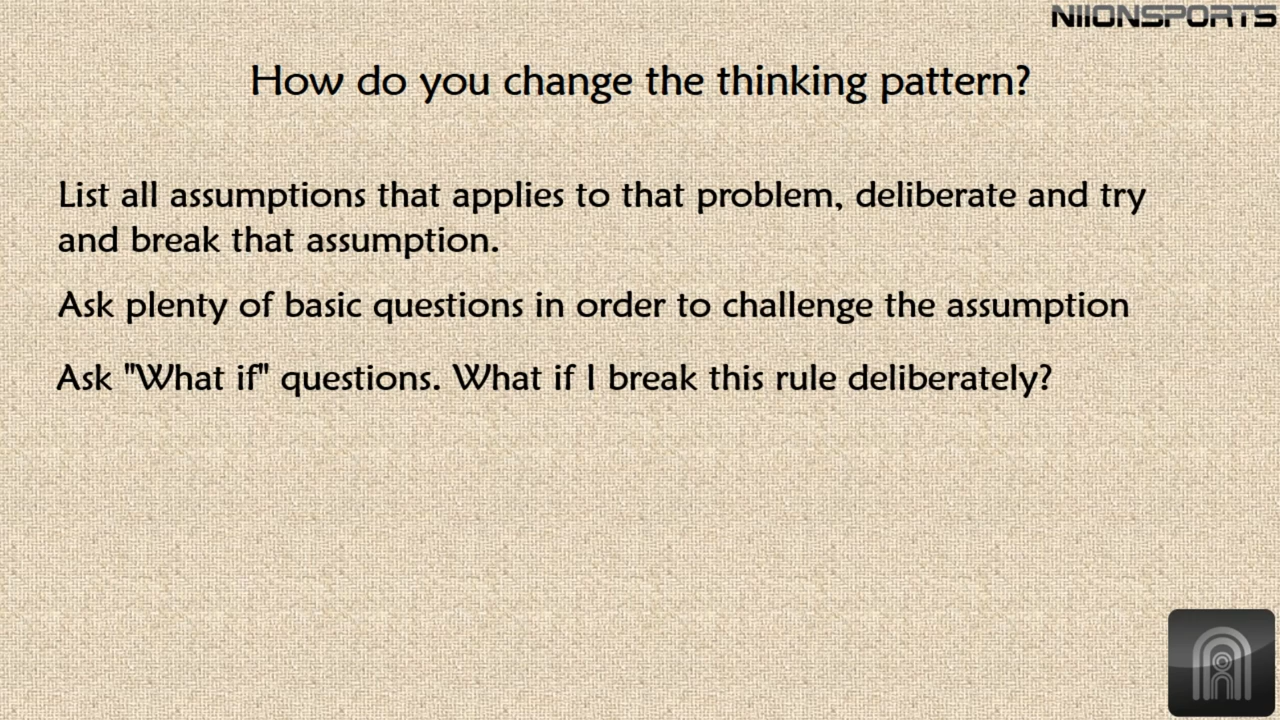 NIIONSPORTS
How do you change the thinking pattern?
List all assumptions that applies to that problem, deliberate and try
and break that assumption.
Ask plenty of basic questions in order to challenge the assumption
Ask "What if" questions. What if I break this rule deliberately?